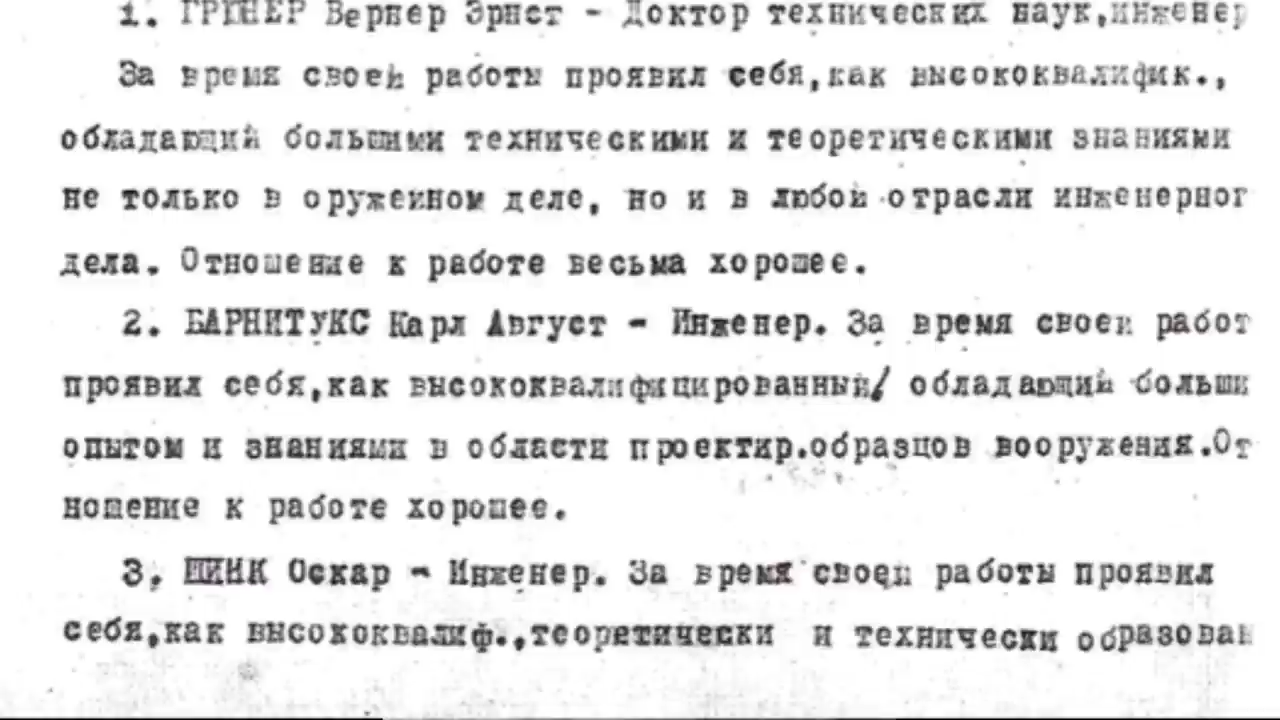 1. ГРУНЕР Вернер Эрнст - Доктор технических наук,инженер
За время своей работы проявил себя,как высококвалифик.,
обладающий большими техническими и теоретическими знаниями
не только в оружейном деле, но и в любой отрасли инженерног
дела. Отношение к работе весьма хорошее.
2. БАРНИТУКС Карл Август - Инженер. За время своей работ
проявил себя,как высококвалифицированный/ обладающий больши
опытом и знаниями в области проектир.образцов вооружения.От
ношение к работе хорошее.
3. ШИНК Оскар - Инженер. За время своей работы проявил
себя,как высококвалиф.,теоретически и технически образован